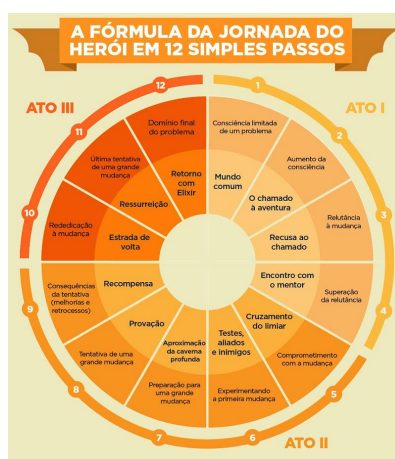 A FÓRMULA DA JORNADA DO
HERÓI EM 12 SIMPLES PASSOS
ATO I
1
Consciência limitada
de um problema
Mundo
comum
2
Aumento da
consciência
O chamado
à aventura
3
Relutância
à mudança
Recusa ao
chamado
4
Superação
da relutância
Encontro com
o mentor
ATO II
5
Comprometimento
com a mudança
Cruzamento
do limiar
6
Experimentando
a primeira mudança
Testes,
aliados
e inimigos
7
Preparação para
uma grande
mudança
Aproximação
da caverna
profunda
8
Tentativa de uma
grande mudança
Provação
9
Consequências
da tentativa
(melhorias e
retrocessos)
Recompensa
ATO III
10
Rededicação
à mudança
Estrada de
volta
11
Última tentativa
de uma grande
mudança
Ressurreição
12
Domínio final
do problema
Retorno
com
Elixir